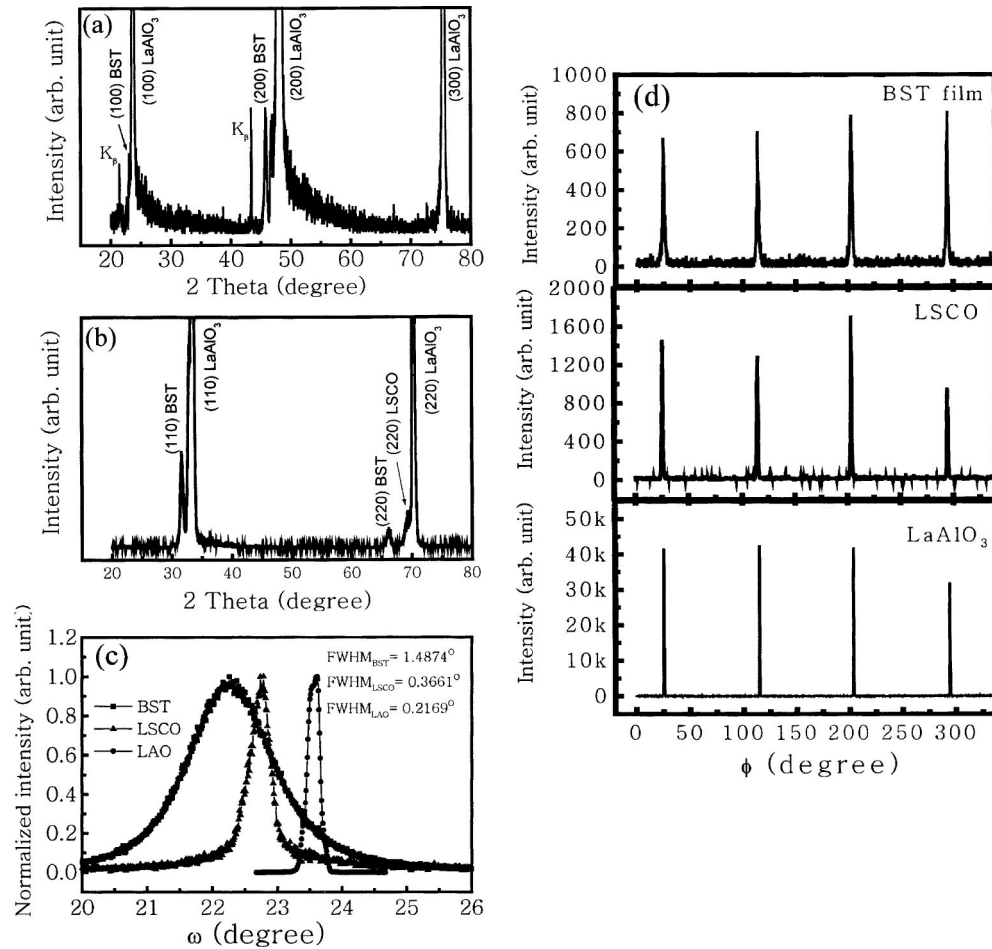 (a)
Intensity (arb. unit)
K_β
(100) BST
(100) LaAlO₃
K_β
(200) BST
(200) LaAlO₃
(300) LaAlO₃
20 30 40 50 60 70 80
2 Theta (degree)
(b)
Intensity (arb. unit)
(110) BST
(110) LaAlO₃
(220) BST
(220) LSCO
(220) LaAlO₃
20 30 40 50 60 70 80
2 Theta (degree)
(c)
Normalized intensity (arb. unit)
1.2
1.0
0.8
0.6
0.4
0.2
0.0
BST
LSCO
LAO
FWHM_BST= 1.4874°
FWHM_LSCO= 0.3661°
FWHM_LAO= 0.2169°
20 21 22 23 24 25 26
ω (degree)
(d)
BST film
Intensity (arb. unit)
1000
800
600
400
200
0
LSCO
Intensity (arb. unit)
2000
1600
1200
800
400
0
LaAlO₃
Intensity (arb. unit)
50k
40k
30k
20k
10k
0
0 50 100 150 200 250 300
ϕ (degree)